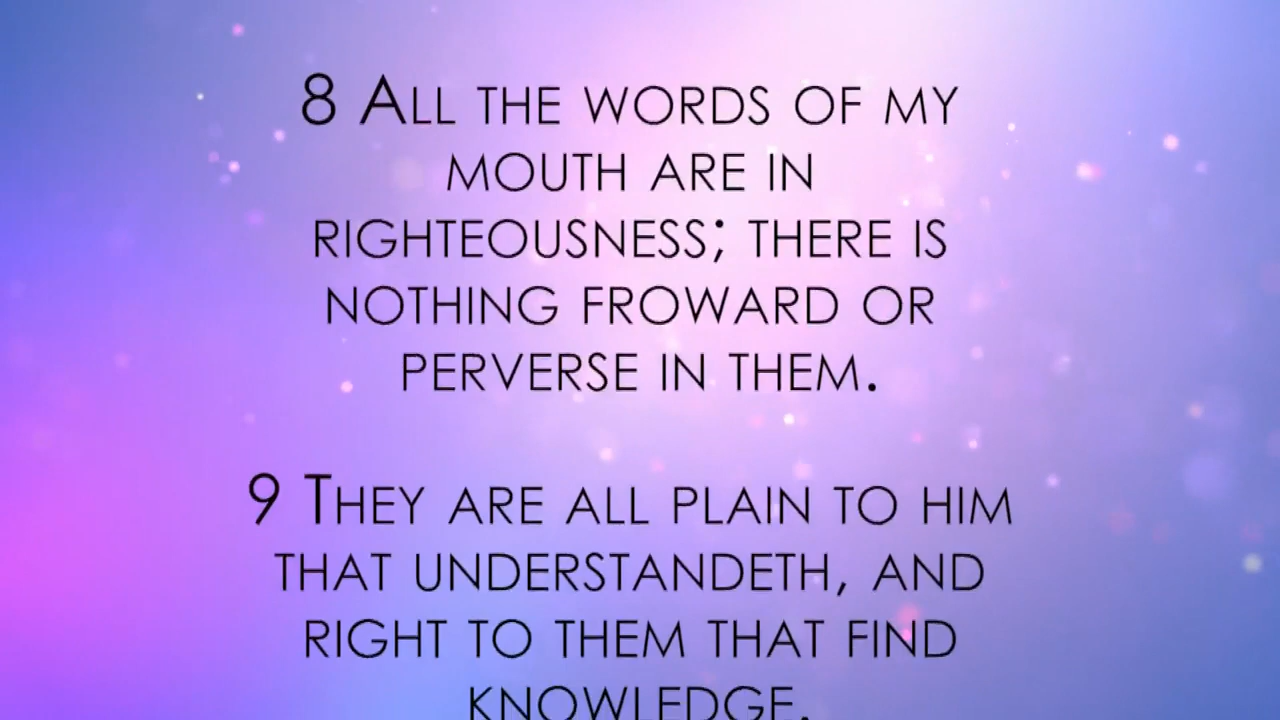 8 All the words of my
mouth are in
righteousness; there is
nothing froward or
perverse in them.
9 They are all plain to him
that understandeth, and
right to them that find
knowledge.